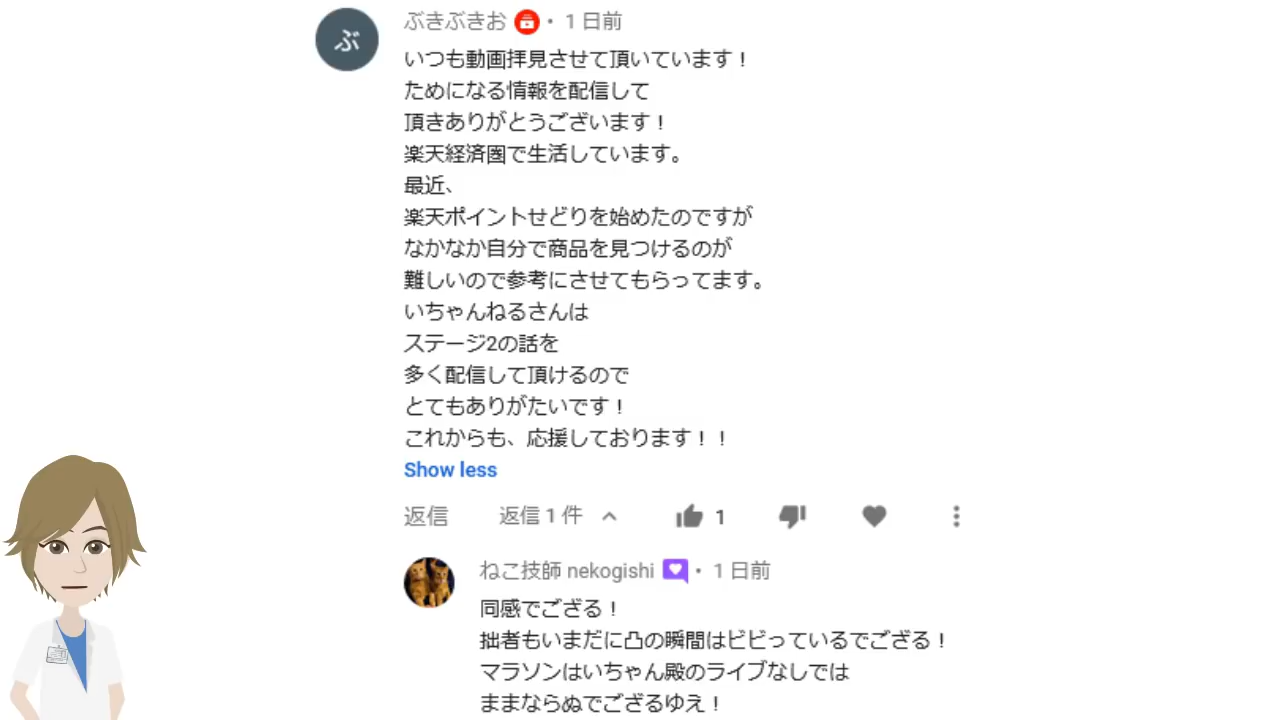 ぶ
ぶきぶきお • 1 日前
いつも動画拝見させて頂いています！
ためになる情報を配信して
頂きありがとうございます！
楽天経済圏で生活しています。
最近、
楽天ポイントせどりを始めたのですが
なかなか自分で商品を見つけるのが
難しいので参考にさせてもらってます。
いちゃんねるさんは
ステージ2の話を
多く配信して頂けるので
とてもありがたいです！
これからも、応援しております！！
Show less
返信 返信 1 件 1
ねこ技師 nekogishi • 1 日前
同感でござる！
拙者もいまだに凸の瞬間はビビっているでござる！
マラソンはいちゃん殿のライブなしでは
ままならぬでござるゆえ！